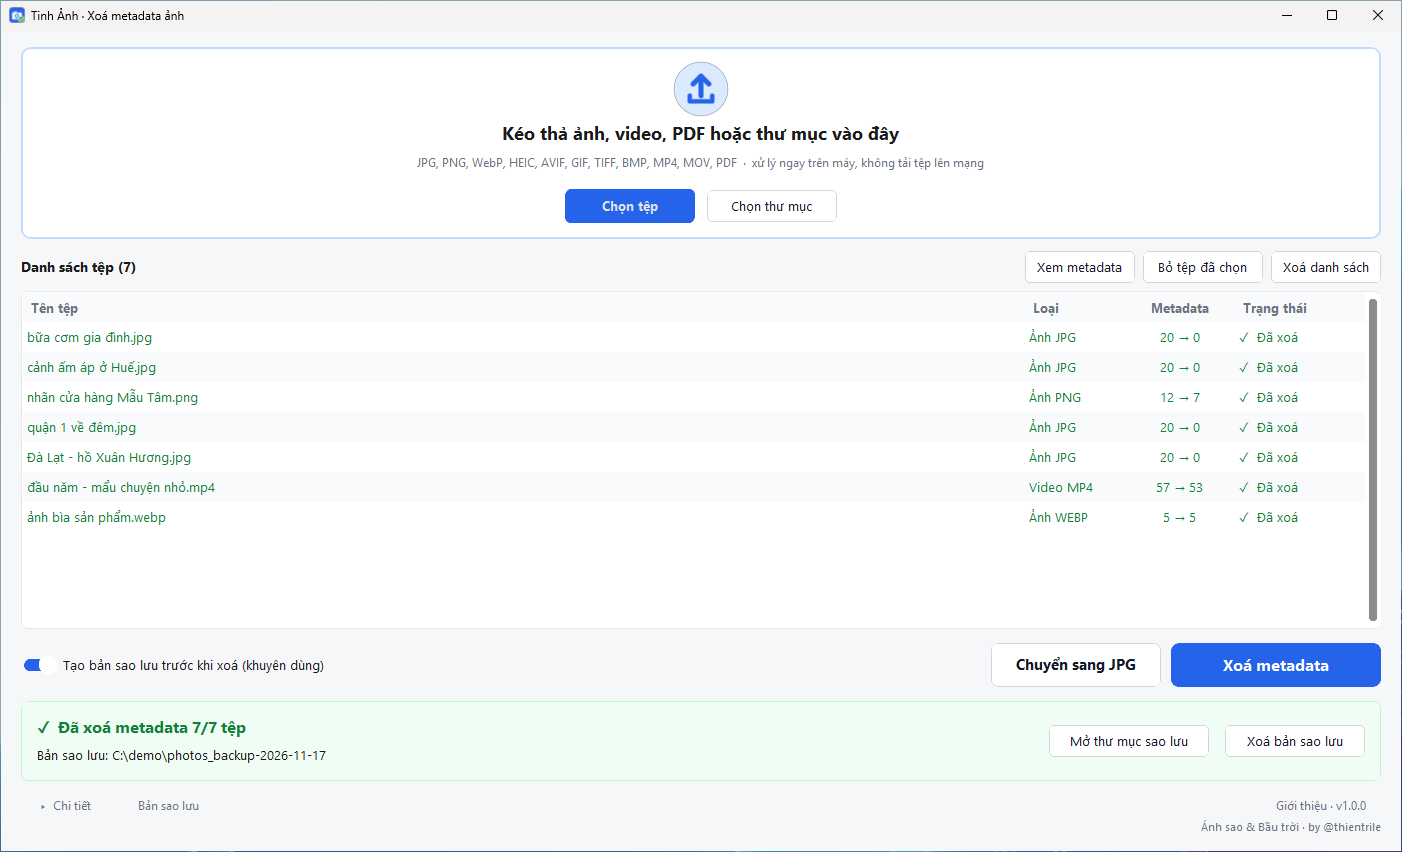 Tinh Ảnh · Xoá metadata ảnh
Kéo thả ảnh, video, PDF hoặc thư mục vào đây
JPG, PNG, WebP, HEIC, AVIF, GIF, TIFF, BMP, MP4, MOV, PDF · xử lý ngay trên máy, không tải tệp lên mạng
Chọn tệp Chọn thư mục
Danh sách tệp (7) Xem metadata Bỏ tệp đã chọn Xoá danh sách
Tên tệp Loại Metadata Trạng thái
bữa cơm gia đình.jpg Ảnh JPG 20 → 0 ✓ Đã xoá
cảnh ấm áp ở Huế.jpg Ảnh JPG 20 → 0 ✓ Đã xoá
nhãn cửa hàng Mẫu Tâm.png Ảnh PNG 12 → 7 ✓ Đã xoá
quận 1 về đêm.jpg Ảnh JPG 20 → 0 ✓ Đã xoá
Đà Lạt - hồ Xuân Hương.jpg Ảnh JPG 20 → 0 ✓ Đã xoá
đầu năm - mẩu chuyện nhỏ.mp4 Video MP4 57 → 53 ✓ Đã xoá
ảnh bìa sản phẩm.webp Ảnh WEBP 5 → 5 ✓ Đã xoá
Tạo bản sao lưu trước khi xoá (khuyên dùng) Chuyển sang JPG Xoá metadata
✓ Đã xoá metadata 7/7 tệp
Bản sao lưu: C:\demo\photos_backup-2026-11-17 Mở thư mục sao lưu Xoá bản sao lưu
▸ Chi tiết Bản sao lưu Giới thiệu · v1.0.0
Ánh sao & Bầu trời · by @thientrile